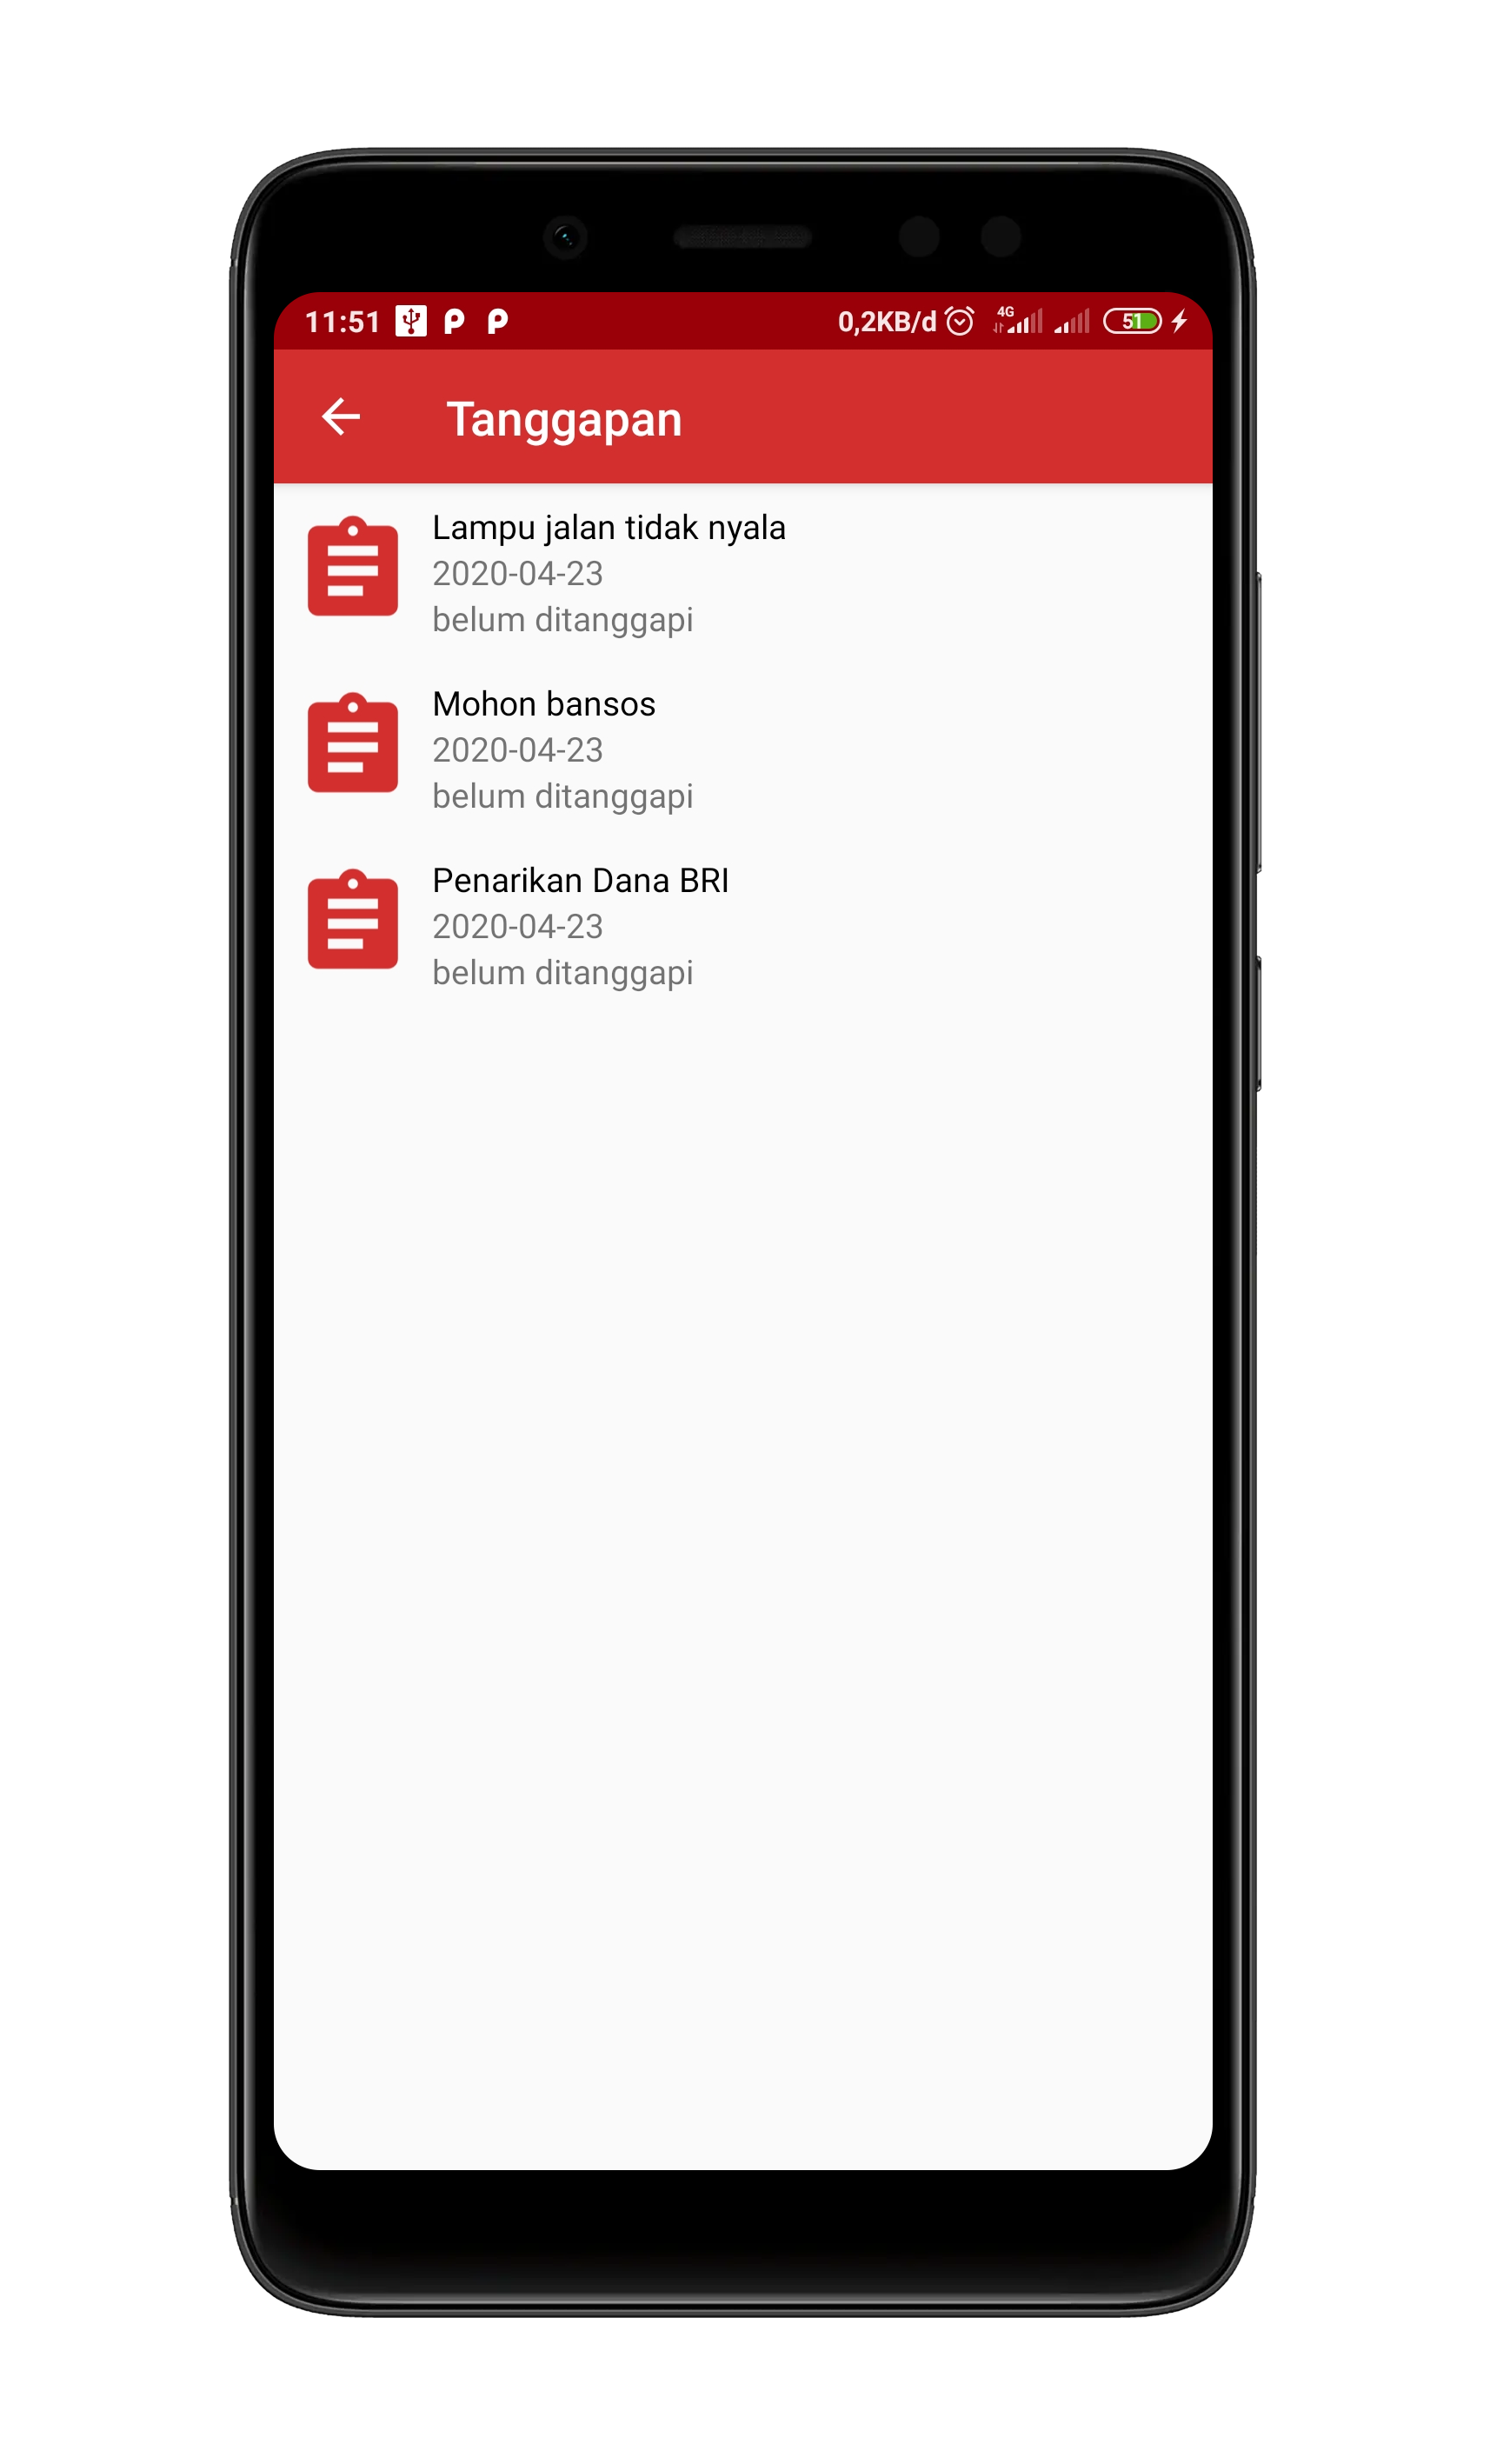 11:51 0,2KB/d 4G 51
Tanggapan
Lampu jalan tidak nyala
2020-04-23
belum ditanggapi
Mohon bansos
2020-04-23
belum ditanggapi
Penarikan Dana BRI
2020-04-23
belum ditanggapi